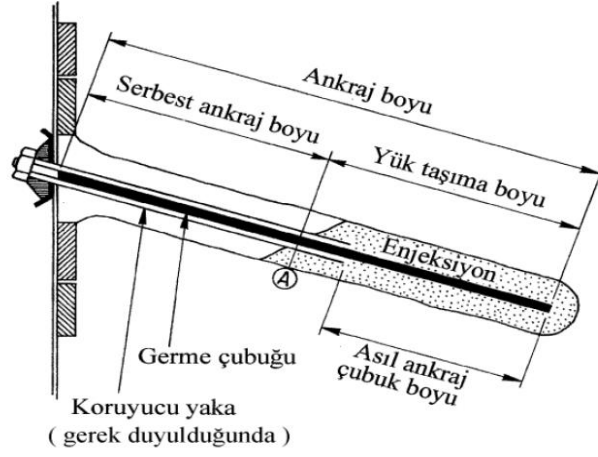 Ankraj boyu
Serbest ankraj boyu
Yük taşıma boyu
Enjeksiyon
A
Germe çubuğu
Asıl ankraj
çubuk boyu
Koruyucu yaka
( gerek duyulduğunda )